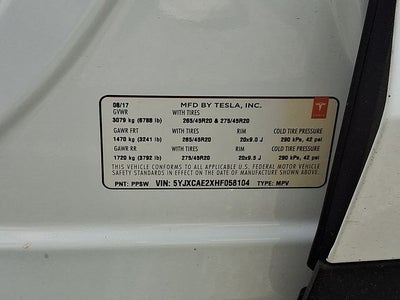 08/17 MFD BY TESLA, INC.
GVWR WITH TIRES
3079 kg (6788 lb) 265/45R20 & 275/45R20
GAWR FRT WITH TIRES RIM COLD TIRE PRESSURE
1470 kg (3241 lb) 265/45R20 20x9.0 J 290 kPa, 42 psi
GAWR RR WITH TIRES RIM COLD TIRE PRESSURE
1720 kg (3792 lb) 275/45R20 20x9.5 J 290 kPa, 42 psi
THIS VEHICLE CONFORMS TO ALL APPLICABLE U.S. FEDERAL MOTOR VEHICLE
SAFETY STANDARDS IN EFFECT ON THE DATE OF MANUFACTURE SHOWN ABOVE.
PNT: PPSW VIN: 5YJXCAE2XHF058104 TYPE: MPV